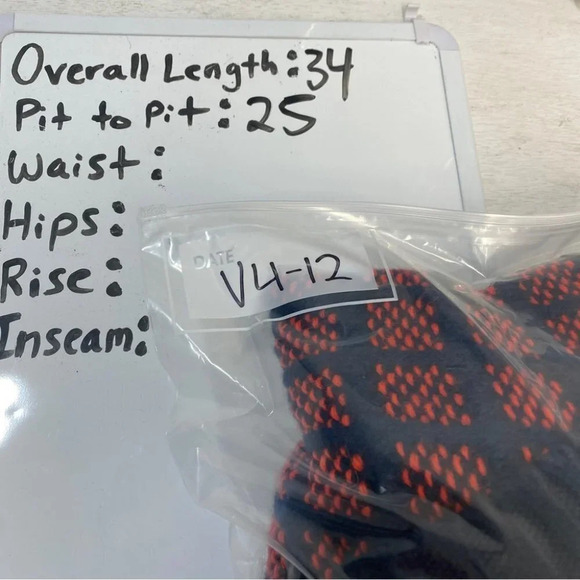 Overall Length: 34
Pit to Pit: 25
Waist:
Hips:
Rise:
Inseam:
DATE
V4-12